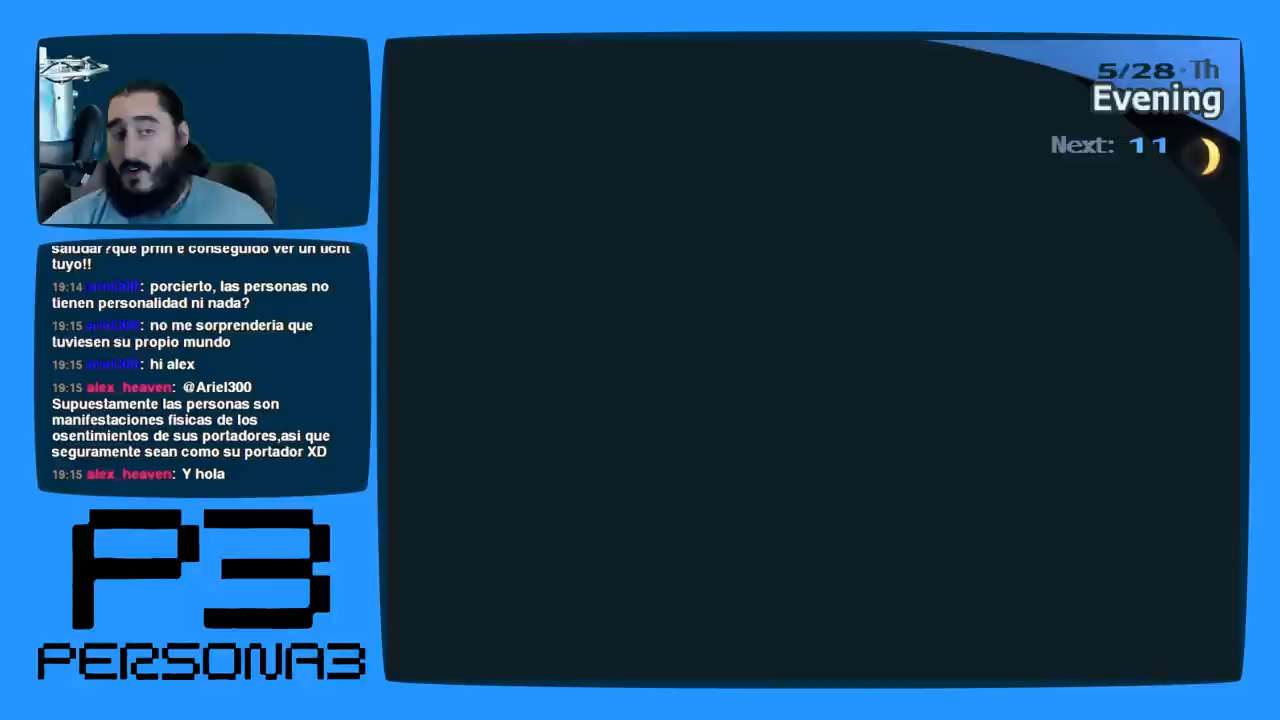 5/28·Th
Evening
Next: 11
tuyo!!
19:14 ariel300: porcierto, las personas no
tienen personalidad ni nada?
19:15 ariel300: no me sorprenderia que
tuviesen su propio mundo
19:15 ariel300: hi alex
19:15 alex_heaven: @Ariel300
Supuestamente las personas son
manifestaciones fisicas de los
osentimientos de sus portadores,asi que
seguramente sean como su portador XD
19:15 alex_heaven: Y hola
P3
PERSONA3